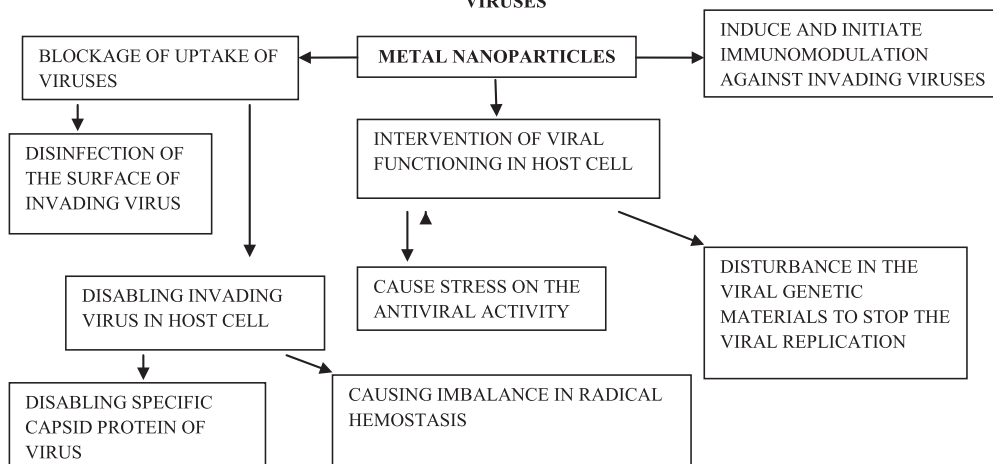 VIRUSES
BLOCKAGE OF UPTAKE OF
VIRUSES
METAL NANOPARTICLES
INDUCE AND INITIATE
IMMUNOMODULATION
AGAINST INVADING VIRUSES
DISINFECTION OF
THE SURFACE OF
INVADING VIRUS
INTERVENTION OF VIRAL
FUNCTIONING IN HOST CELL
DISABLING INVADING
VIRUS IN HOST CELL
CAUSE STRESS ON THE
ANTIVIRAL ACTIVITY
DISTURBANCE IN THE
VIRAL GENETIC
MATERIALS TO STOP THE
VIRAL REPLICATION
DISABLING SPECIFIC
CAPSID PROTEIN OF
VIRUS
CAUSING IMBALANCE IN RADICAL
HEMOSTASIS